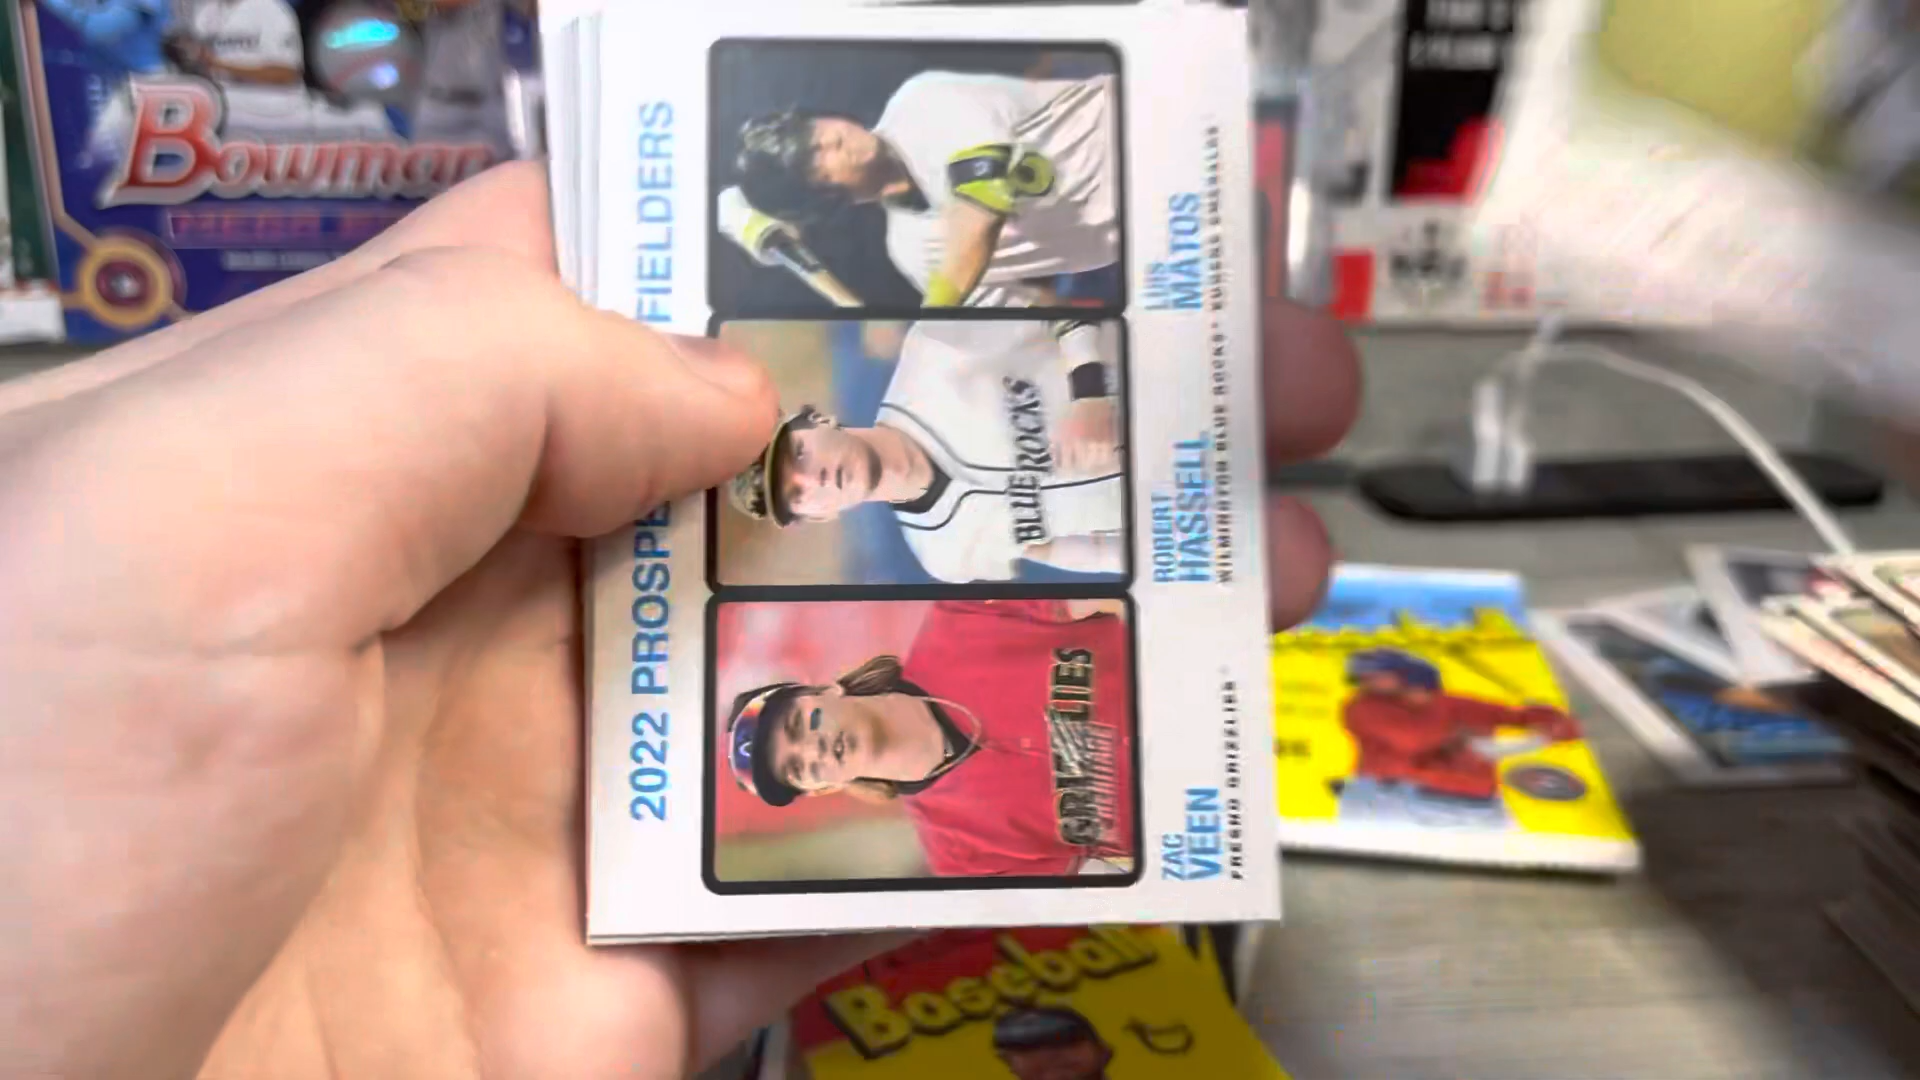 Bowman
2022 PROSPE FIELDERS
BLUE ROCKS
GRIZZLIES
ZAC
VEEN
FRESNO GRIZZLIES
ROBERT
HASSELL
WILMINGTON BLUE ROCKS
LUIS
MATOS
EUGENE EMERALDS
Baseball